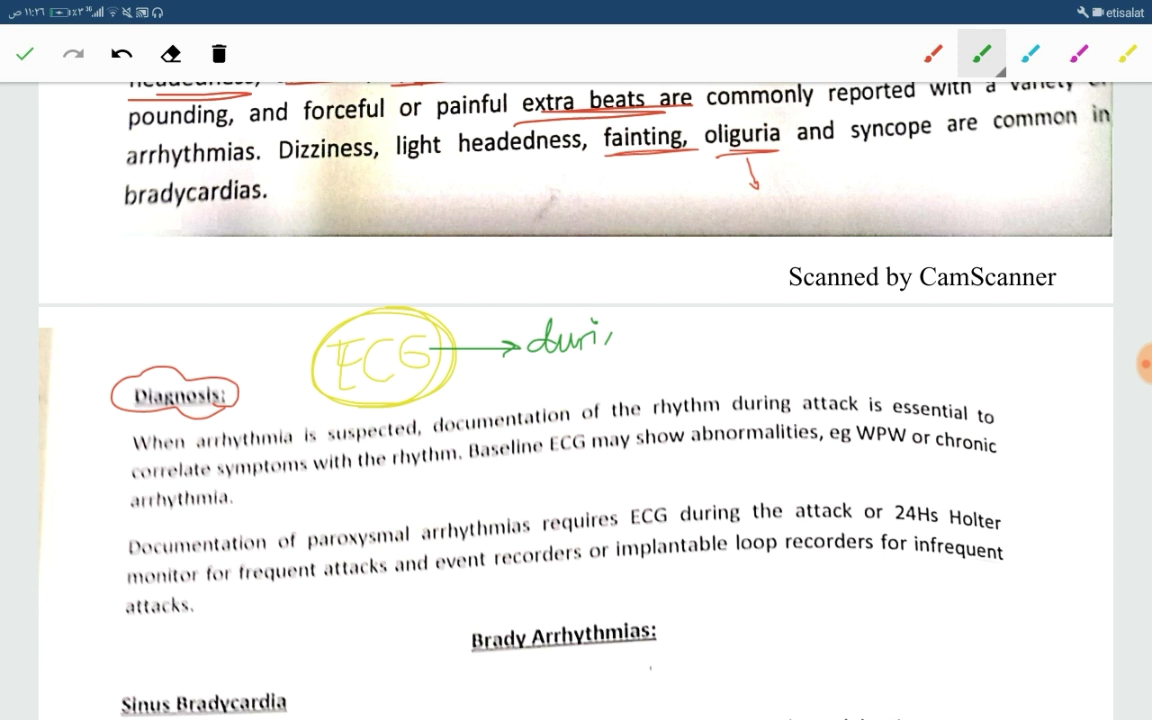 ص ١١:٢٦ etisalat
pounding, and forceful or painful extra beats are commonly reported with a variety
arrhythmias. Dizziness, light headedness, fainting, oliguria and syncope are common in
bradycardias.
Scanned by CamScanner
ECG → duri
Diagnosis:
When arrhythmia is suspected, documentation of the rhythm during attack is essential to
correlate symptoms with the rhythm. Baseline ECG may show abnormalities, eg WPW or chronic
arrhythmia.
Documentation of paroxysmal arrhythmias requires ECG during the attack or 24Hs Holter
monitor for frequent attacks and event recorders or implantable loop recorders for infrequent
attacks.
Brady Arrhythmias:
Sinus Bradycardia